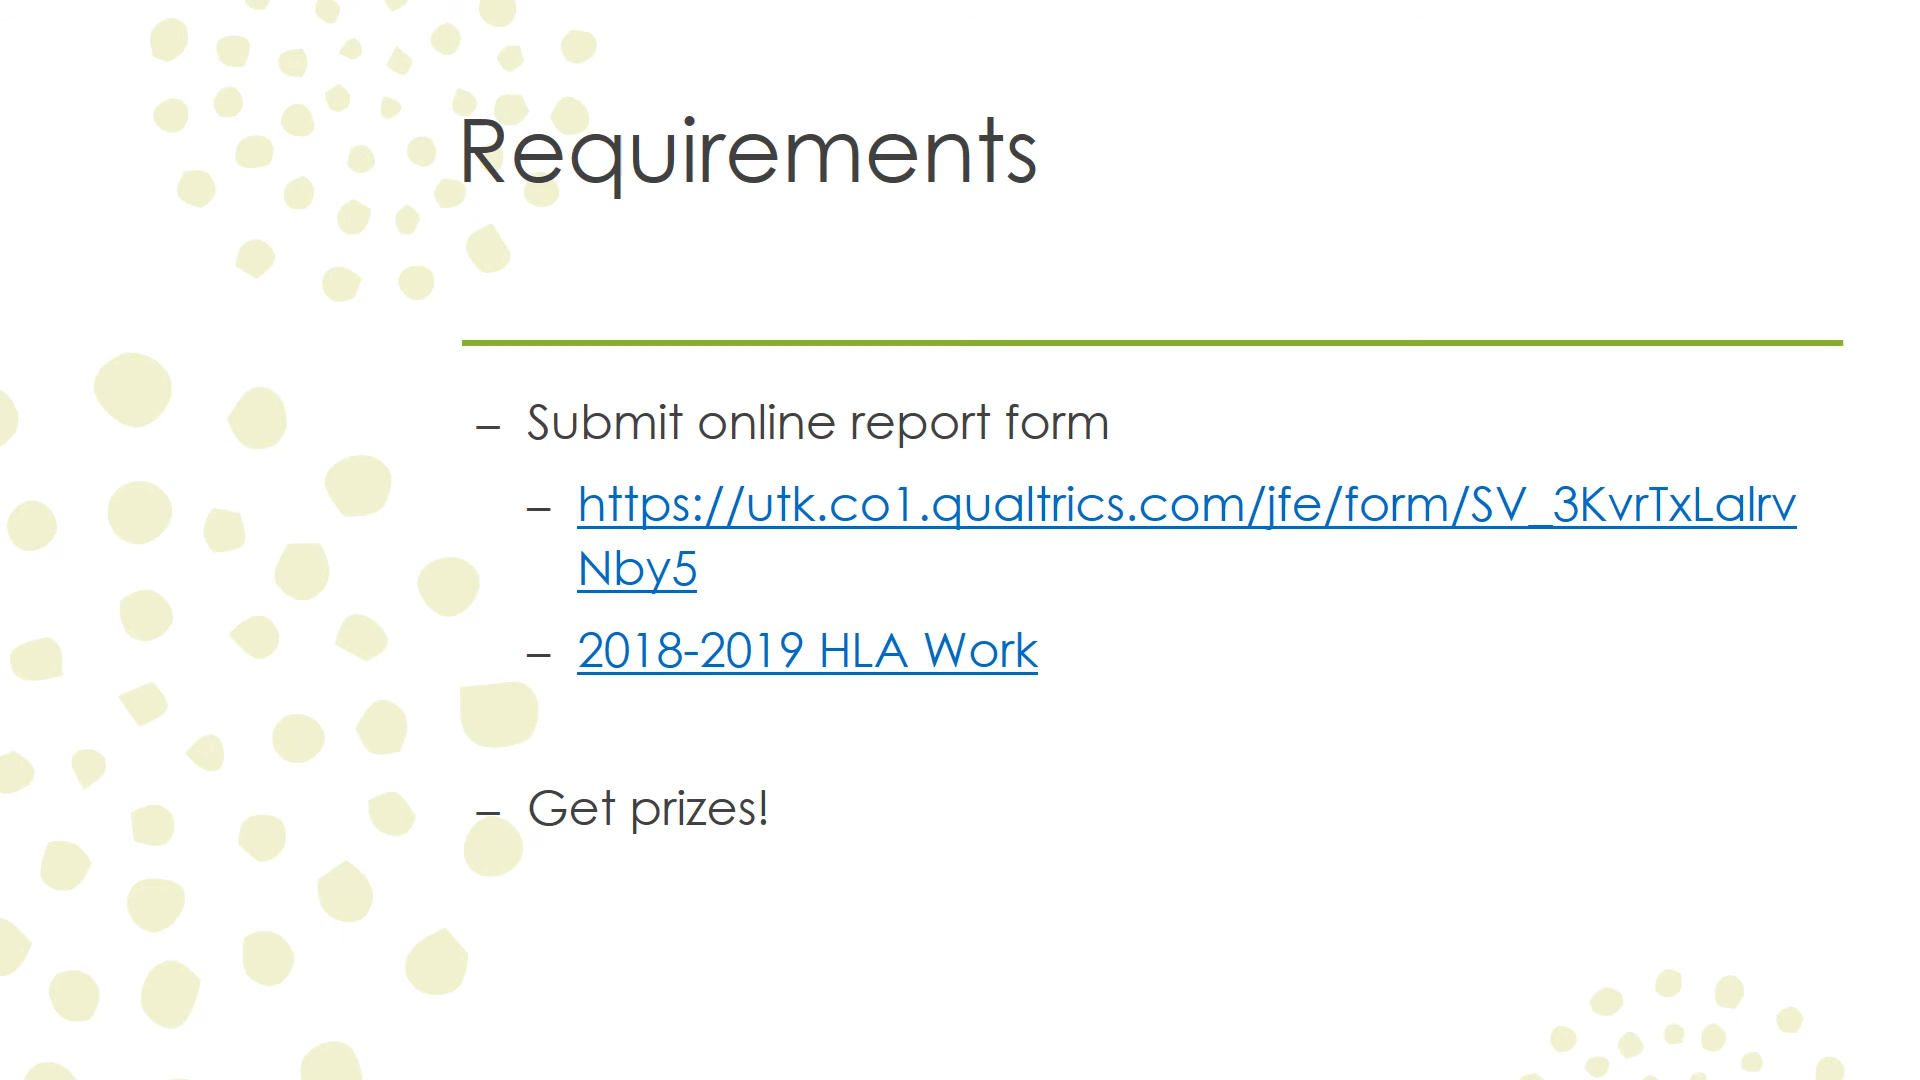 Requirements
– Submit online report form
– https://utk.co1.qualtrics.com/jfe/form/SV_3KvrTxLalrv
Nby5
– 2018-2019 HLA Work
– Get prizes!